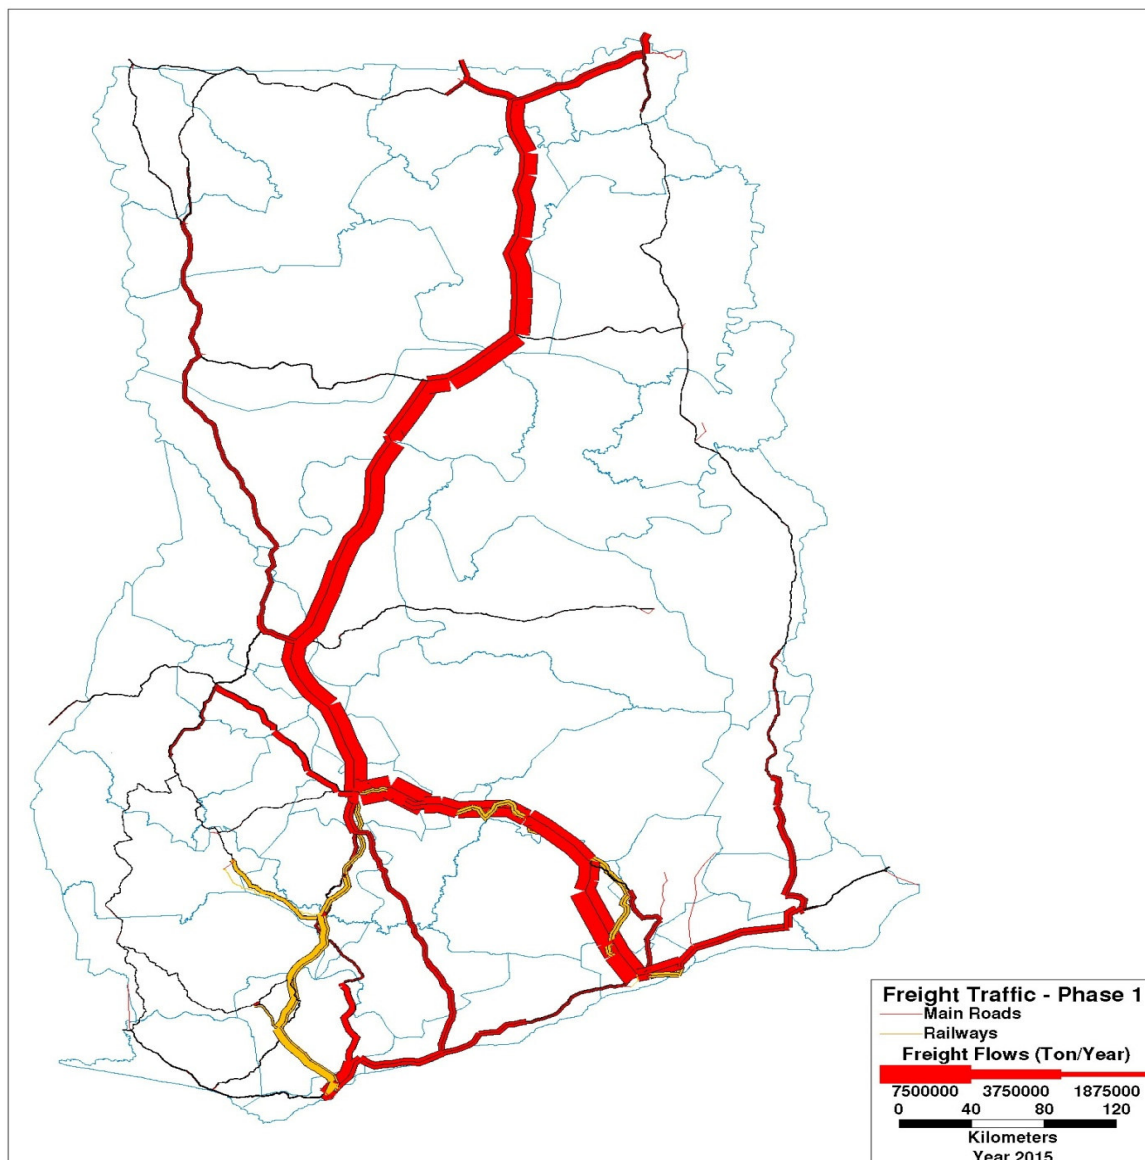 Freight Traffic - Phase 1
Main Roads
Railways
Freight Flows (Ton/Year)
7500000 3750000 1875000
0 40 80 120
Kilometers
Year 2015